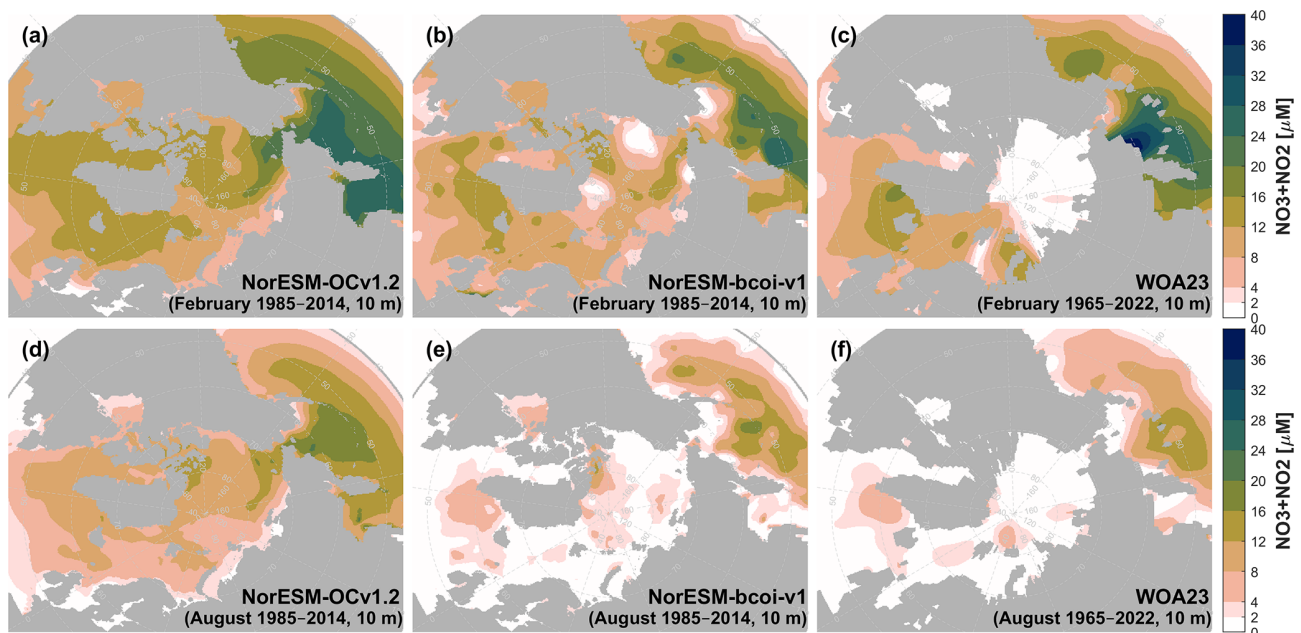 (a)
NorESM-OCv1.2
(February 1985−2014, 10 m)
(b)
NorESM-bcoi-v1
(February 1985−2014, 10 m)
(c)
WOA23
(February 1965−2022, 10 m)
40
36
32
28
24
20
16
12
8
4
2
0
NO3+NO2 [μM]
(d)
NorESM-OCv1.2
(August 1985−2014, 10 m)
(e)
NorESM-bcoi-v1
(August 1985−2014, 10 m)
(f)
WOA23
(August 1965−2022, 10 m)
40
36
32
28
24
20
16
12
8
4
2
0
NO3+NO2 [μM]